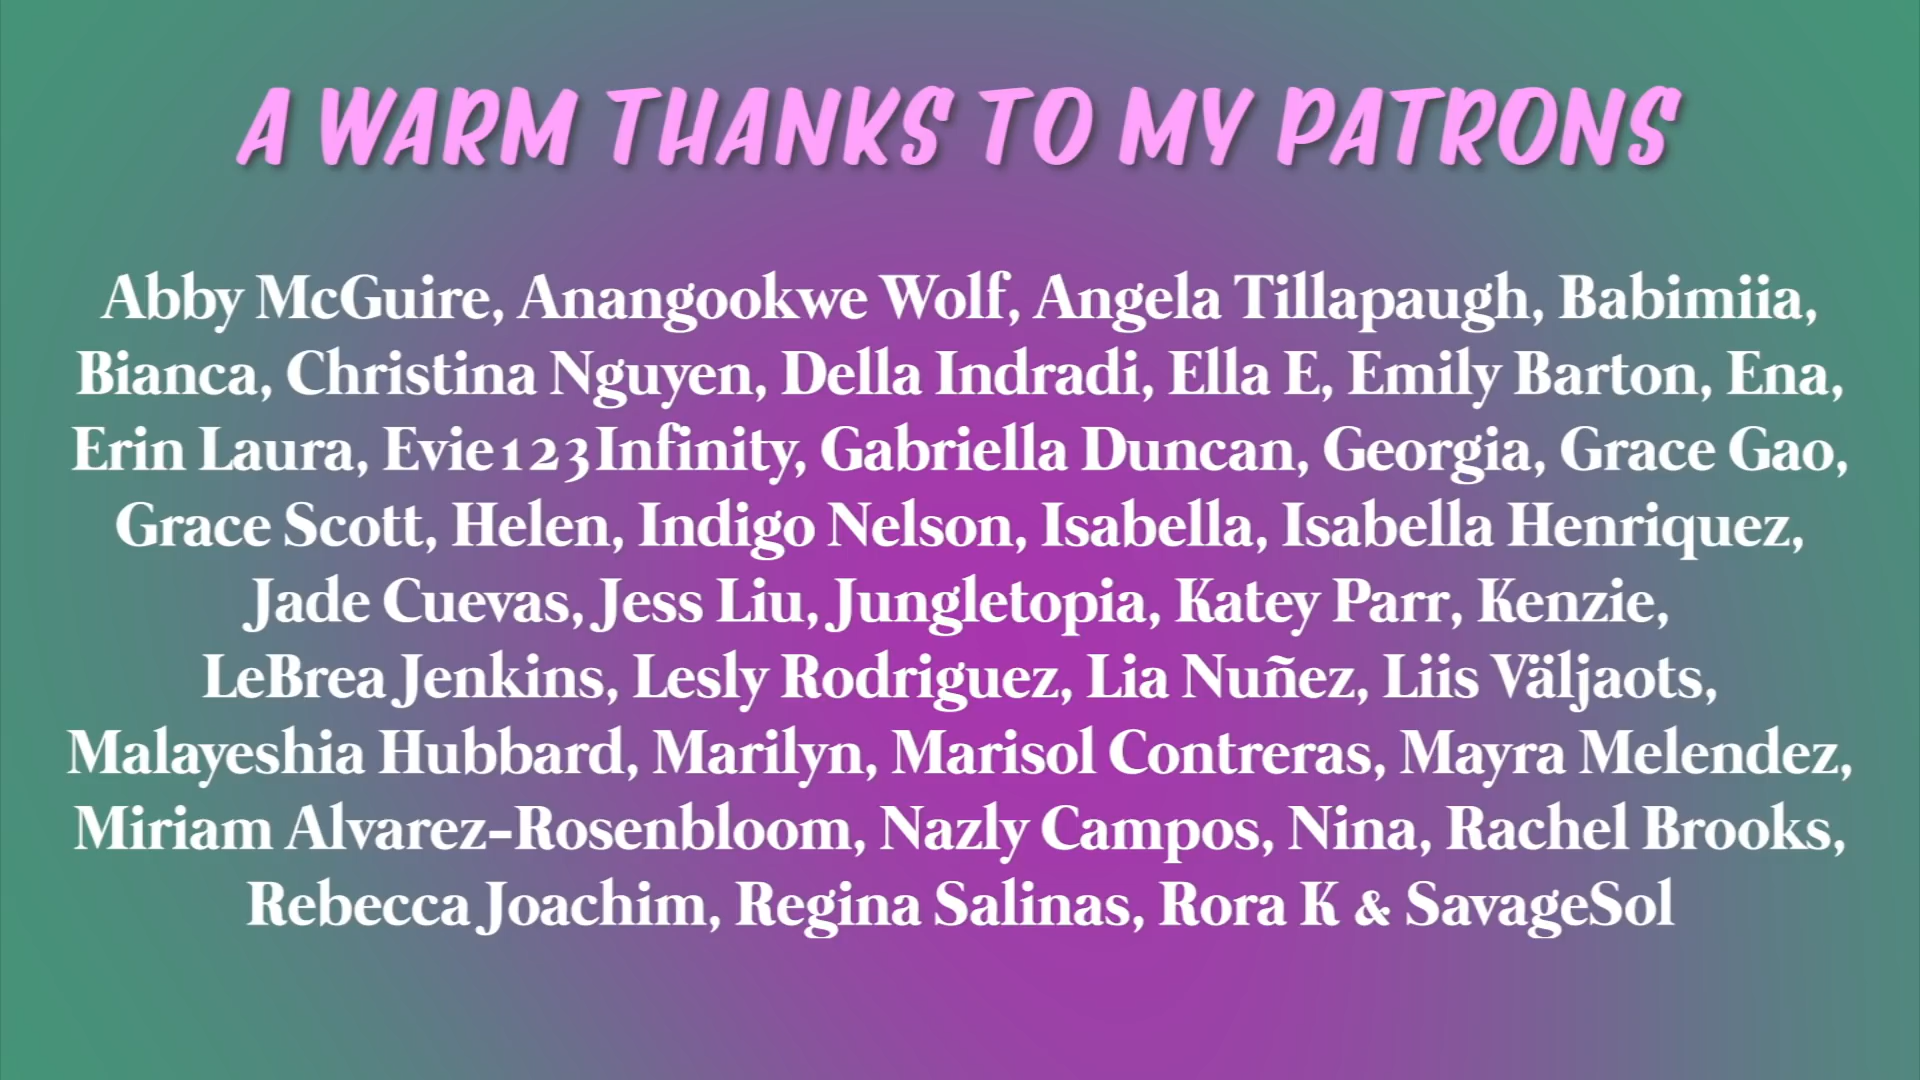 A WARM THANKS TO MY PATRONS
Abby McGuire, Anangookwe Wolf, Angela Tillapaugh, Babimiia,
Bianca, Christina Nguyen, Della Indradi, Ella E, Emily Barton, Ena,
Erin Laura, Evie123Infinity, Gabriella Duncan, Georgia, Grace Gao,
Grace Scott, Helen, Indigo Nelson, Isabella, Isabella Henriquez,
Jade Cuevas, Jess Liu, Jungletopia, Katey Parr, Kenzie,
LeBrea Jenkins, Lesly Rodriguez, Lia Nuñez, Liis Väljaots,
Malayeshia Hubbard, Marilyn, Marisol Contreras, Mayra Melendez,
Miriam Alvarez-Rosenbloom, Nazly Campos, Nina, Rachel Brooks,
Rebecca Joachim, Regina Salinas, Rora K & SavageSol